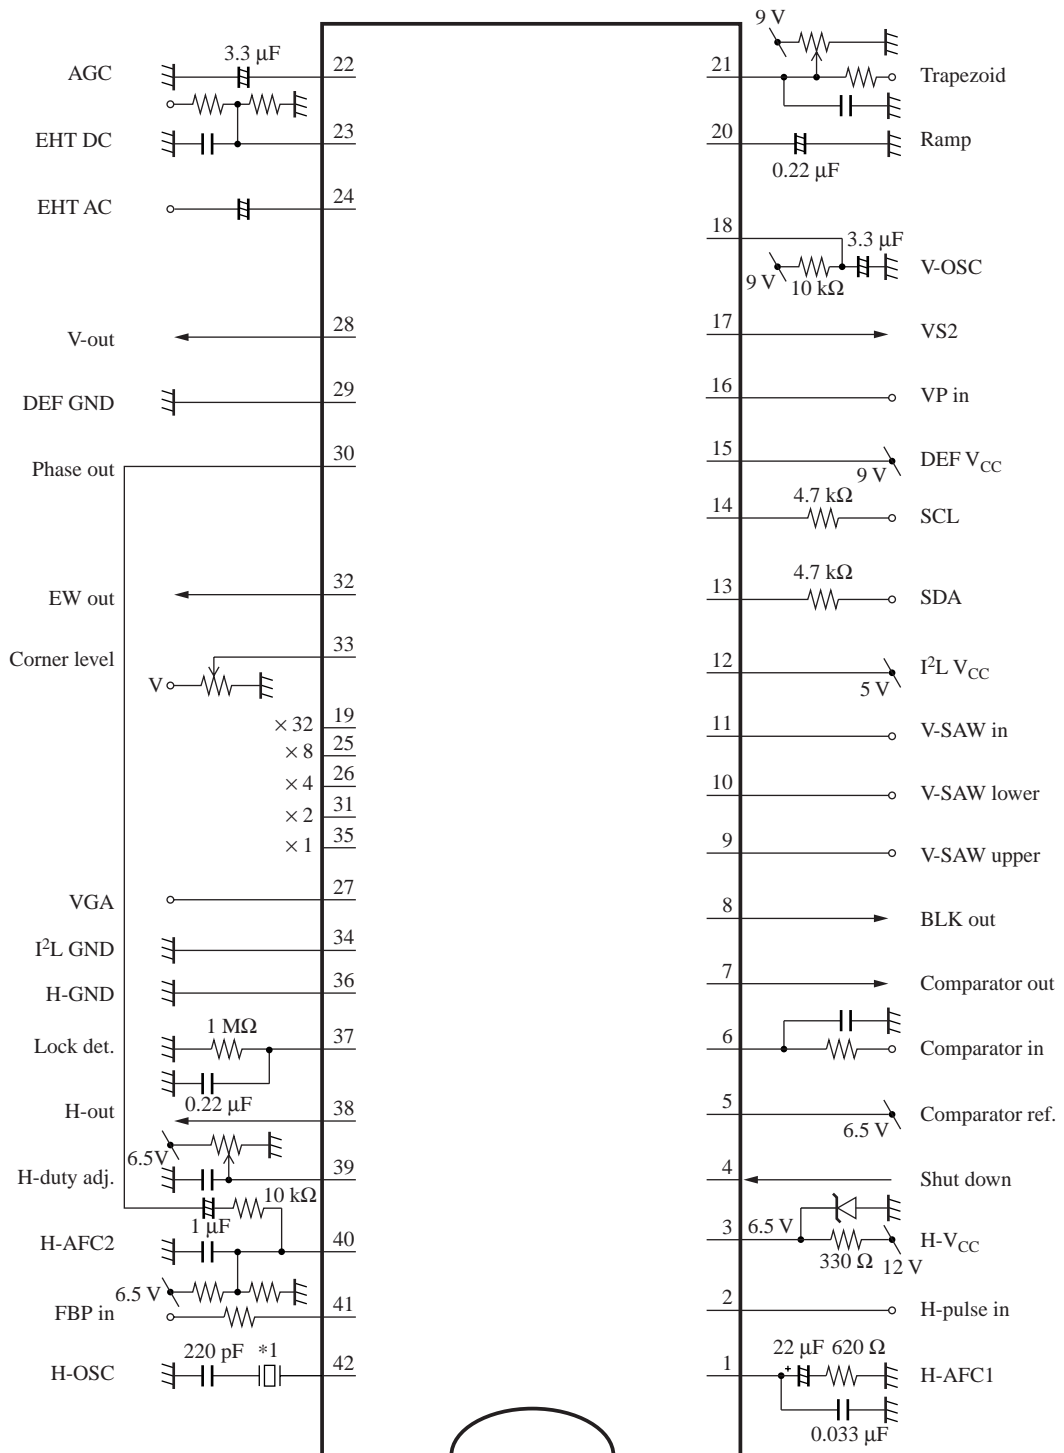 3.3 μF
AGC
22
EHT DC
23
EHT AC
24
V-out
28
DEF GND
29
Phase out
30
EW out
32
Corner level
33
V
× 32
19
× 8
25
× 4
26
× 2
31
× 1
35
VGA
27
I²L GND
34
H-GND
36
1 MΩ
Lock det.
37
0.22 μF
H-out
38
6.5V
H-duty adj.
39
10 kΩ
1 μF
H-AFC2
40
6.5 V
FBP in
41
220 pF
*1
H-OSC
42
9 V
21
Trapezoid
20
Ramp
0.22 μF
18
3.3 μF
9 V
10 kΩ
V-OSC
17
VS2
16
VP in
15
DEF VCC
9 V
4.7 kΩ
14
SCL
4.7 kΩ
13
SDA
12
I²L VCC
5 V
11
V-SAW in
10
V-SAW lower
9
V-SAW upper
8
BLK out
7
Comparator out
6
Comparator in
5
Comparator ref.
6.5 V
4
Shut down
3
6.5 V
H-VCC
330 Ω
12 V
2
H-pulse in
22 μF
620 Ω
1
+
H-AFC1
0.033 μF